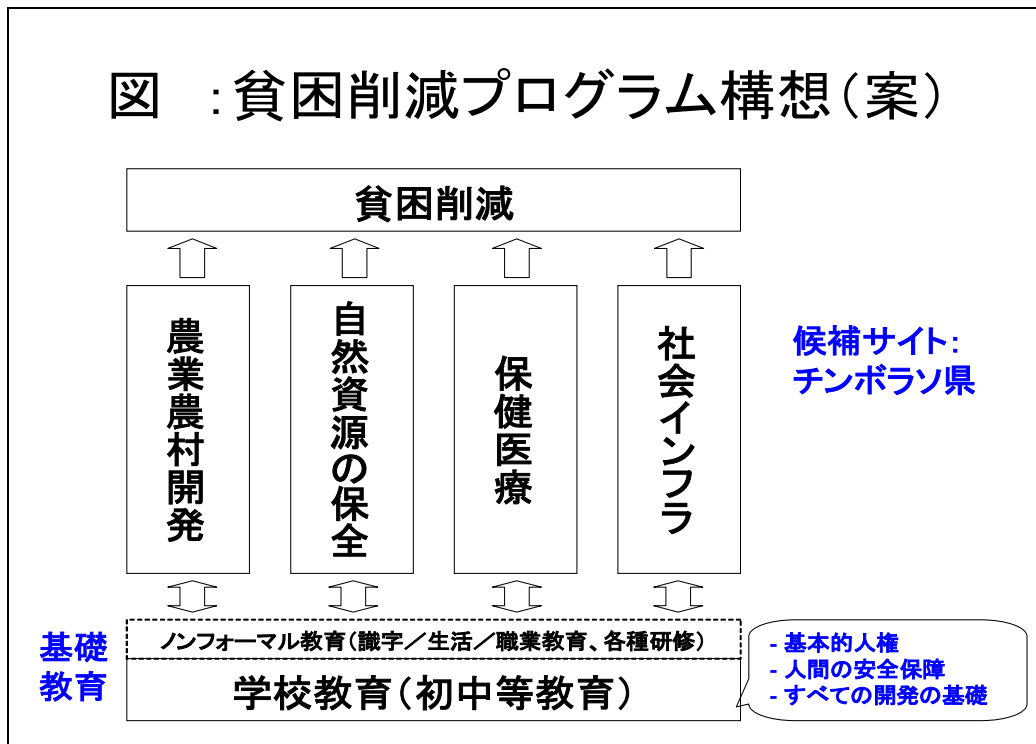 図　：貧困削減プログラム構想（案）
貧困削減
農業農村開発
自然資源の保全
保健医療
社会インフラ
候補サイト：
チンボラソ県
基礎
教育
ノンフォーマル教育（識字／生活／職業教育、各種研修）
学校教育（初中等教育）
- 基本的人権
- 人間の安全保障
- すべての開発の基礎